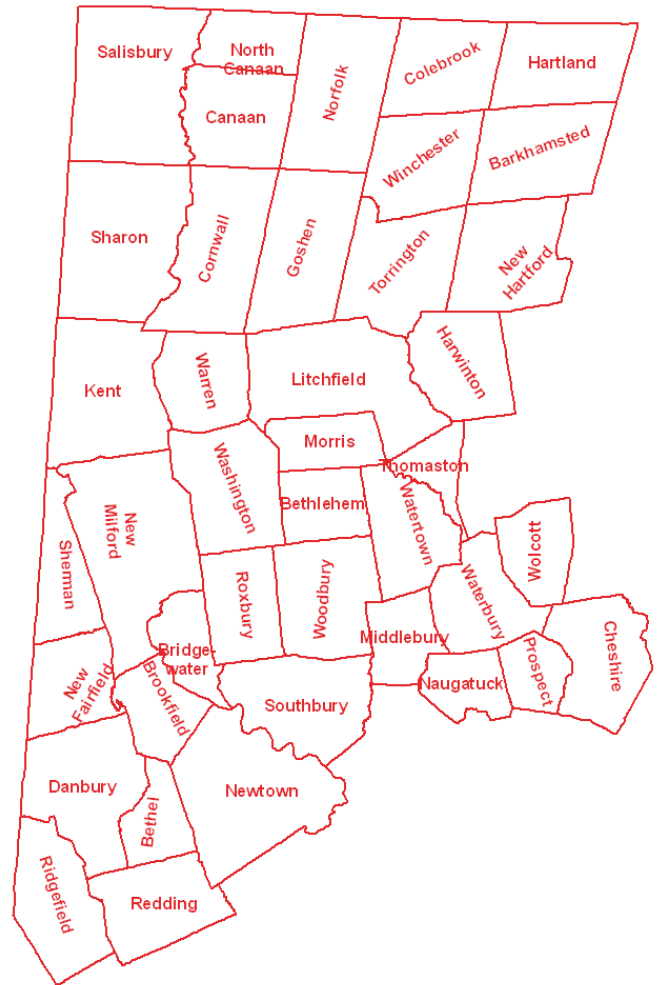 Salisbury
North
Canaan
Canaan
Norfolk
Colebrook
Hartland
Winchester
Barkhamsted
Sharon
Cornwall
Goshen
Torrington
New
Hartford
Kent
Warren
Litchfield
Harwinton
Morris
Thomaston
Washington
Bethlehem
Watertown
New
Milford
Sherman
Roxbury
Woodbury
Waterbury
Wolcott
Bridge-
water
Middlebury
Cheshire
New
Fairfield
Brookfield
Southbury
Naugatuck
Prospect
Danbury
Bethel
Newtown
Ridgefield
Redding